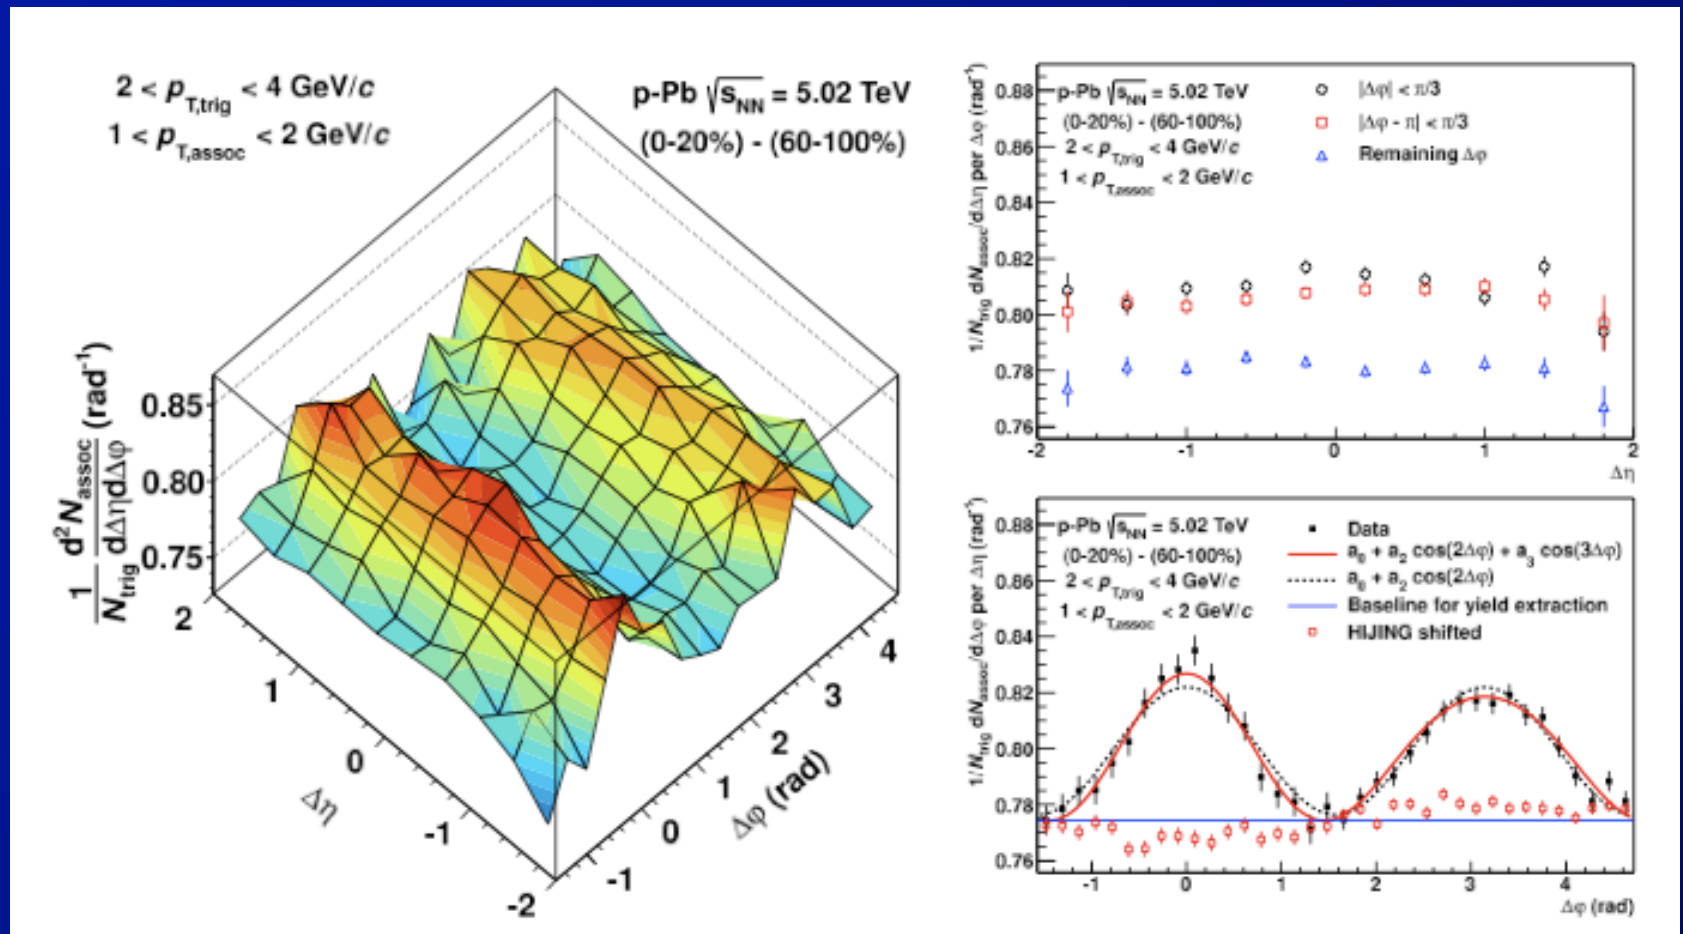 2 < p_T,trig < 4 GeV/c
1 < p_T,assoc < 2 GeV/c
p-Pb √s_NN = 5.02 TeV
(0-20%) - (60-100%)
1/N_trig d²N_assoc/dΔηdΔφ (rad⁻¹)
0.85
0.80
0.75
2
1
0
-1
-2
Δη
-1
0
1
2
3
4
Δφ (rad)
1/N_trig dN_assoc/dΔη per Δφ (rad⁻¹)
p-Pb √s_NN = 5.02 TeV
(0-20%) - (60-100%)
2 < p_T,trig < 4 GeV/c
1 < p_T,assoc < 2 GeV/c
|Δφ| < π/3
|Δφ - π| < π/3
Remaining Δφ
0.88
0.86
0.84
0.82
0.80
0.78
0.76
-2 -1 0 1 2
Δη
1/N_trig dN_assoc/dΔφ per Δη (rad⁻¹)
p-Pb √s_NN = 5.02 TeV
(0-20%) - (60-100%)
2 < p_T,trig < 4 GeV/c
1 < p_T,assoc < 2 GeV/c
Data
a₀ + a₂ cos(2Δφ) + a₃ cos(3Δφ)
a₀ + a₂ cos(2Δφ)
Baseline for yield extraction
HIJING shifted
0.88
0.86
0.84
0.82
0.80
0.78
0.76
-1 0 1 2 3 4
Δφ (rad)